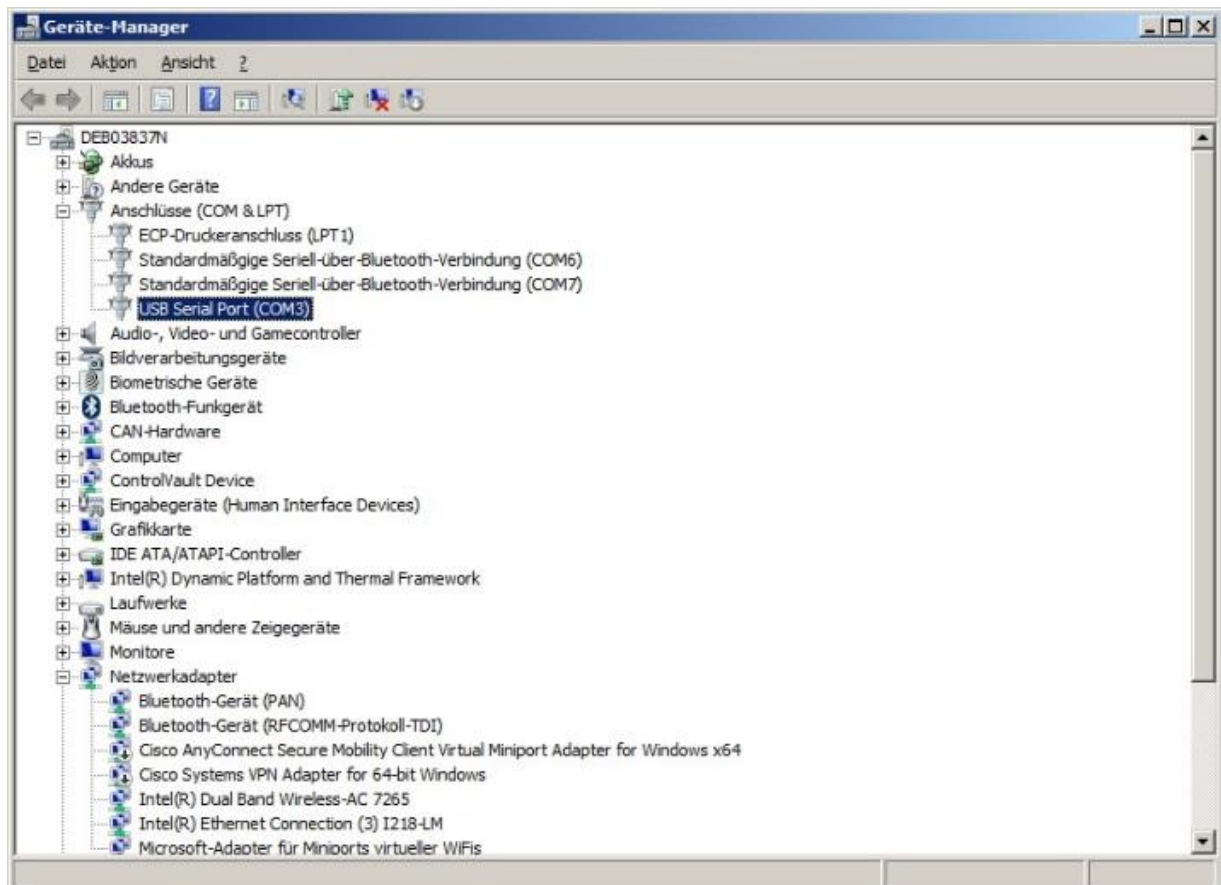 Geräte-Manager
Datei Aktion Ansicht ?
DEB03837N
Akkus
Andere Geräte
Anschlüsse (COM & LPT)
ECP-Druckeranschluss (LPT1)
Standardmäßgige Seriell-über-Bluetooth-Verbindung (COM6)
Standardmäßgige Seriell-über-Bluetooth-Verbindung (COM7)
USB Serial Port (COM3)
Audio-, Video- und Gamecontroller
Bildverarbeitungsgeräte
Biometrische Geräte
Bluetooth-Funkgerät
CAN-Hardware
Computer
ControlVault Device
Eingabegeräte (Human Interface Devices)
Grafikkarte
IDE ATA/ATAPI-Controller
Intel(R) Dynamic Platform and Thermal Framework
Laufwerke
Mäuse und andere Zeigegeräte
Monitore
Netzwerkadapter
Bluetooth-Gerät (PAN)
Bluetooth-Gerät (RFCOMM-Protokoll-TDI)
Cisco AnyConnect Secure Mobility Client Virtual Miniport Adapter for Windows x64
Cisco Systems VPN Adapter for 64-bit Windows
Intel(R) Dual Band Wireless-AC 7265
Intel(R) Ethernet Connection (3) I218-LM
Microsoft-Adapter für Miniports virtueller WiFis